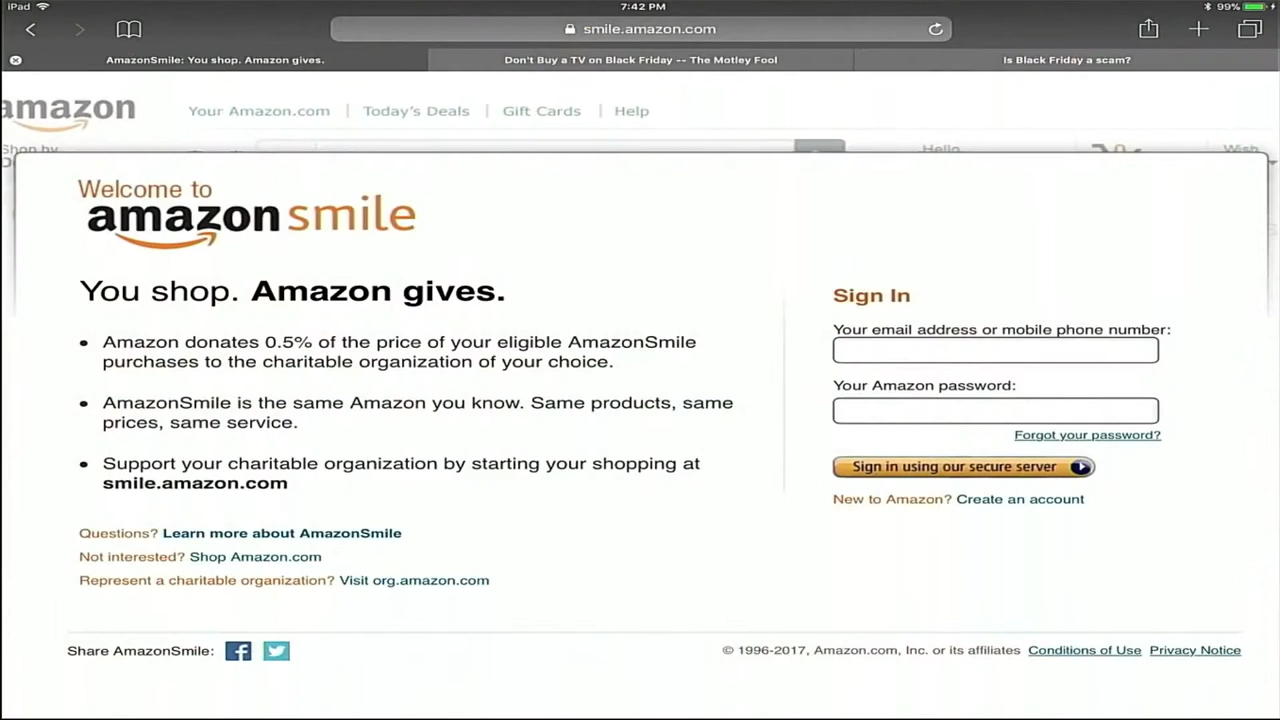 iPad
7:42 PM
99%
smile.amazon.com
AmazonSmile: You shop. Amazon gives.
Don't Buy a TV on Black Friday -- The Motley Fool
Is Black Friday a scam?
amazon
Your Amazon.com | Today's Deals | Gift Cards | Help
Shop by
Hello
Wish
Welcome to
amazonsmile
You shop. Amazon gives.
Amazon donates 0.5% of the price of your eligible AmazonSmile
purchases to the charitable organization of your choice.
AmazonSmile is the same Amazon you know. Same products, same
prices, same service.
Support your charitable organization by starting your shopping at
smile.amazon.com
Questions? Learn more about AmazonSmile
Not interested? Shop Amazon.com
Represent a charitable organization? Visit org.amazon.com
Sign In
Your email address or mobile phone number:
Your Amazon password:
Forgot your password?
Sign in using our secure server
New to Amazon? Create an account
Share AmazonSmile:
© 1996-2017, Amazon.com, Inc. or its affiliates Conditions of Use Privacy Notice